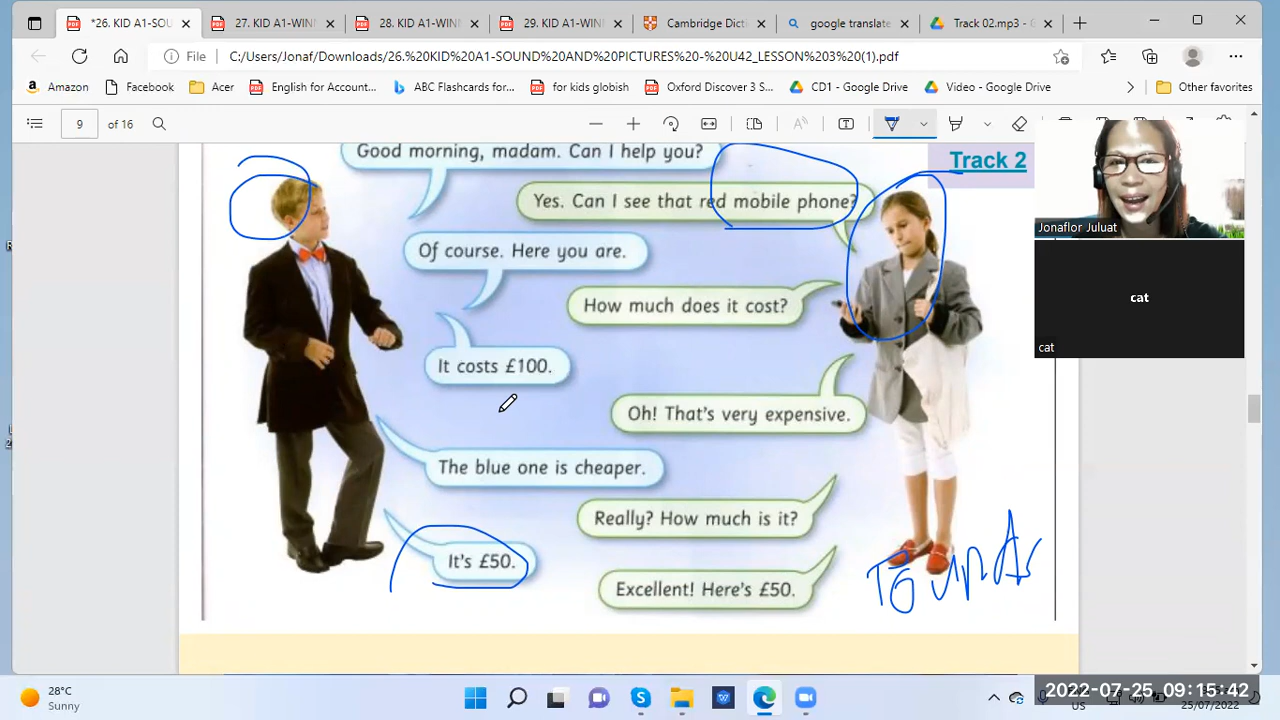 *26. KID A1-SOUND
27. KID A1-WINN
28. KID A1-WINN
29. KID A1-WINN
Cambridge Dicti
google translate
Track 02.mp3 - G
File
C:/Users/Jonaf/Downloads/26.%20KID%20A1-SOUND%20AND%20PICTURES%20-%20U42_LESSON%203%20(1).pdf
Amazon
Facebook
Acer
English for Account...
ABC Flashcards for...
for kids globish
Oxford Discover 3 S...
CD1 - Google Drive
Video - Google Drive
Other favorites
9 of 16
Good morning, madam. Can I help you?
Track 2
Yes. Can I see that red mobile phone?
Of course. Here you are.
How much does it cost?
It costs £100.
Oh! That's very expensive.
The blue one is cheaper.
Really? How much is it?
It's £50.
Excellent! Here's £50.
Jonaflor Juluat
cat
cat
28°C
Sunny
2022-07-25 09:15:42
US
25/07/2022